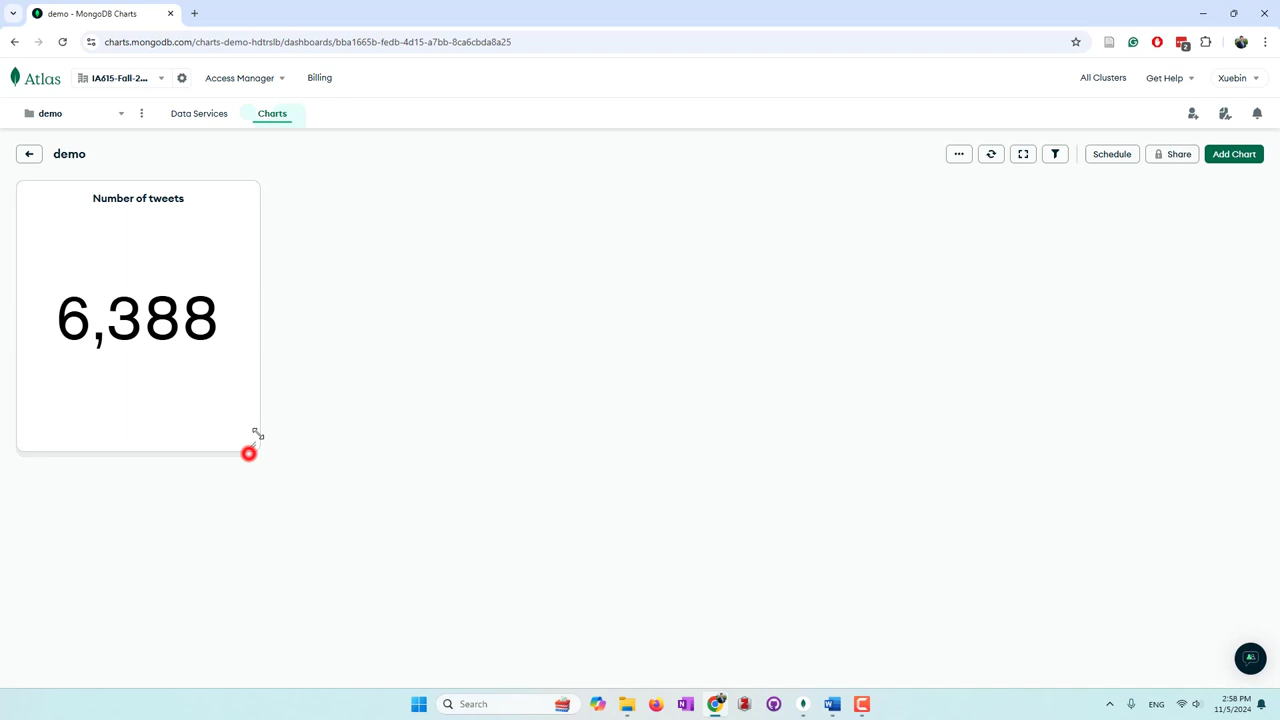 demo - MongoDB Charts
charts.mongodb.com/charts-demo-hdtrslb/dashboards/bba1665b-fedb-4d15-a7bb-8ca6cbda8a25
2
Atlas
IA615-Fall-2...
Access Manager
Billing
All Clusters
Get Help
Xuebin
demo
Data Services
Charts
demo
Schedule
Share
Add Chart
Number of tweets
6,388
Search
ENG
2:58 PM
11/5/2024